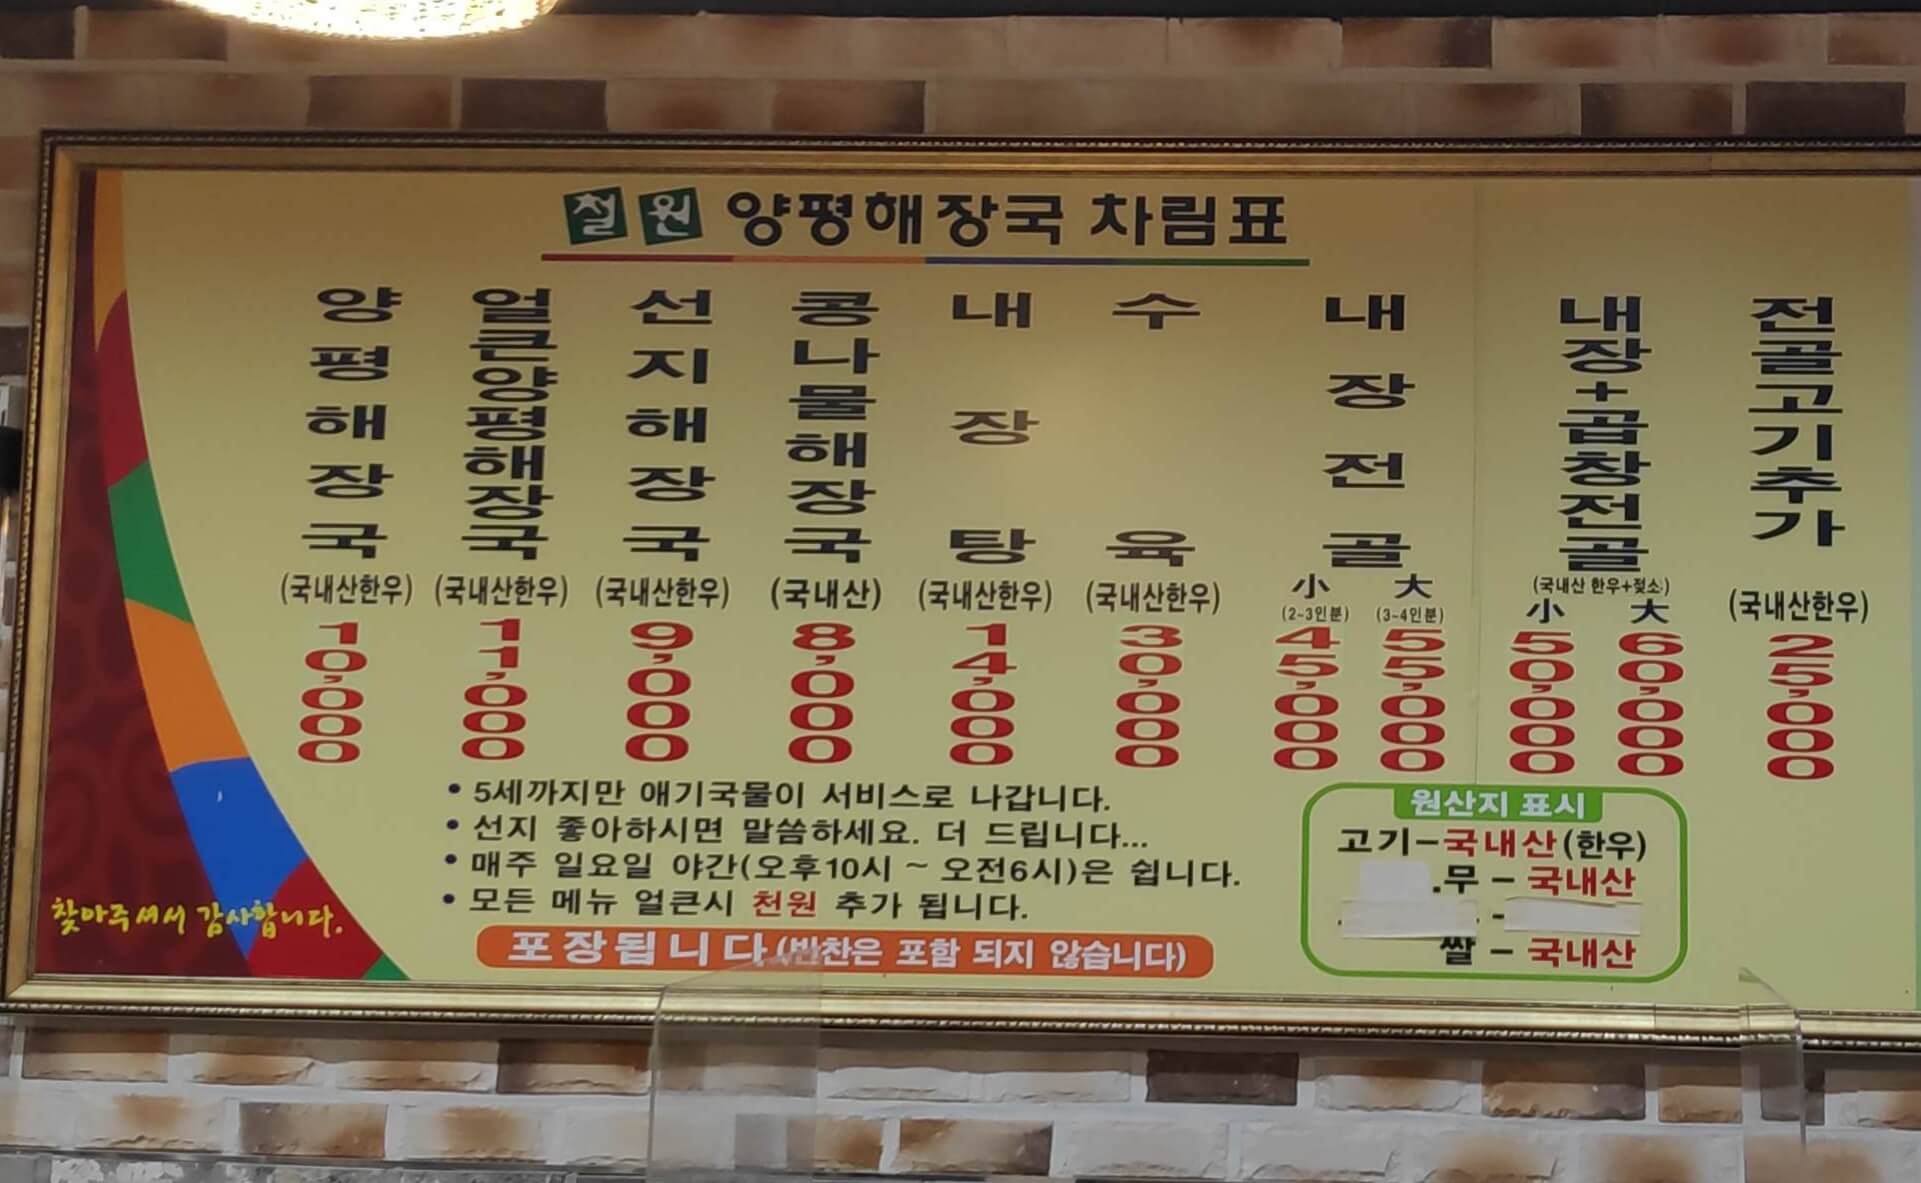 철원 양평해장국 차림표
양평해장국 (국내산한우) 10,000
얼큰양평해장국 (국내산한우) 11,000
선지해장국 (국내산한우) 9,000
콩나물해장국 (국내산) 8,000
내장탕 (국내산한우) 14,000
수육 (국내산한우) 30,000
내장전골 小 (2~3인분) 45,000 大 (3~4인분) 55,000
내장+곱창전골 (국내산 한우+젖소) 小 50,000 大 60,000
전골고기추가 (국내산한우) 25,000
• 5세까지만 애기국물이 서비스로 나갑니다.
• 선지 좋아하시면 말씀하세요. 더 드립니다...
• 매주 일요일 야간(오후10시 ~ 오전6시)은 쉽니다.
• 모든 메뉴 얼큰시 천원 추가 됩니다.
포장됩니다 (반찬은 포함 되지 않습니다)
찾아주셔서 감사합니다.
원산지 표시
고기-국내산(한우)
.무 - 국내산
-
쌀 - 국내산